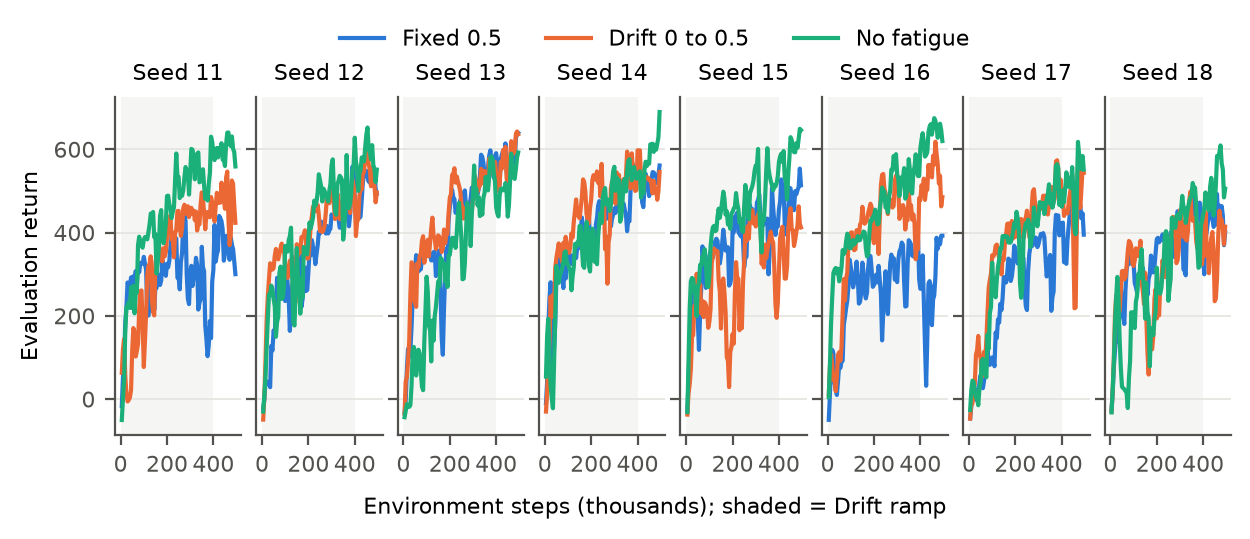 Fixed 0.5 Drift 0 to 0.5 No fatigue
Seed 11 Seed 12 Seed 13 Seed 14 Seed 15 Seed 16 Seed 17 Seed 18
Evaluation return
600
400
200
0
0 200 400 0 200 400 0 200 400 0 200 400 0 200 400 0 200 400 0 200 400 0 200 400
Environment steps (thousands); shaded = Drift ramp